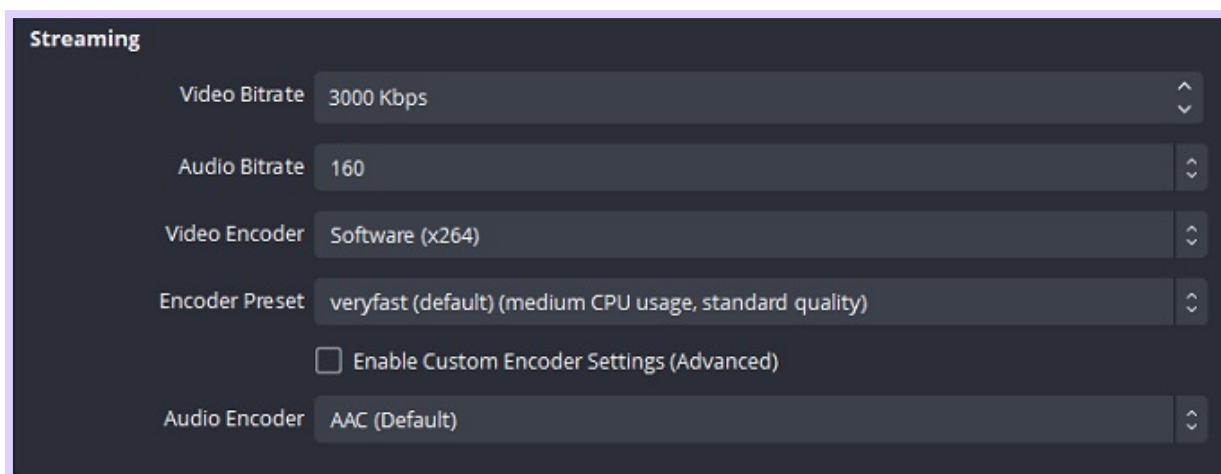 Streaming
Video Bitrate 3000 Kbps
Audio Bitrate 160
Video Encoder Software (x264)
Encoder Preset veryfast (default) (medium CPU usage, standard quality)
Enable Custom Encoder Settings (Advanced)
Audio Encoder AAC (Default)